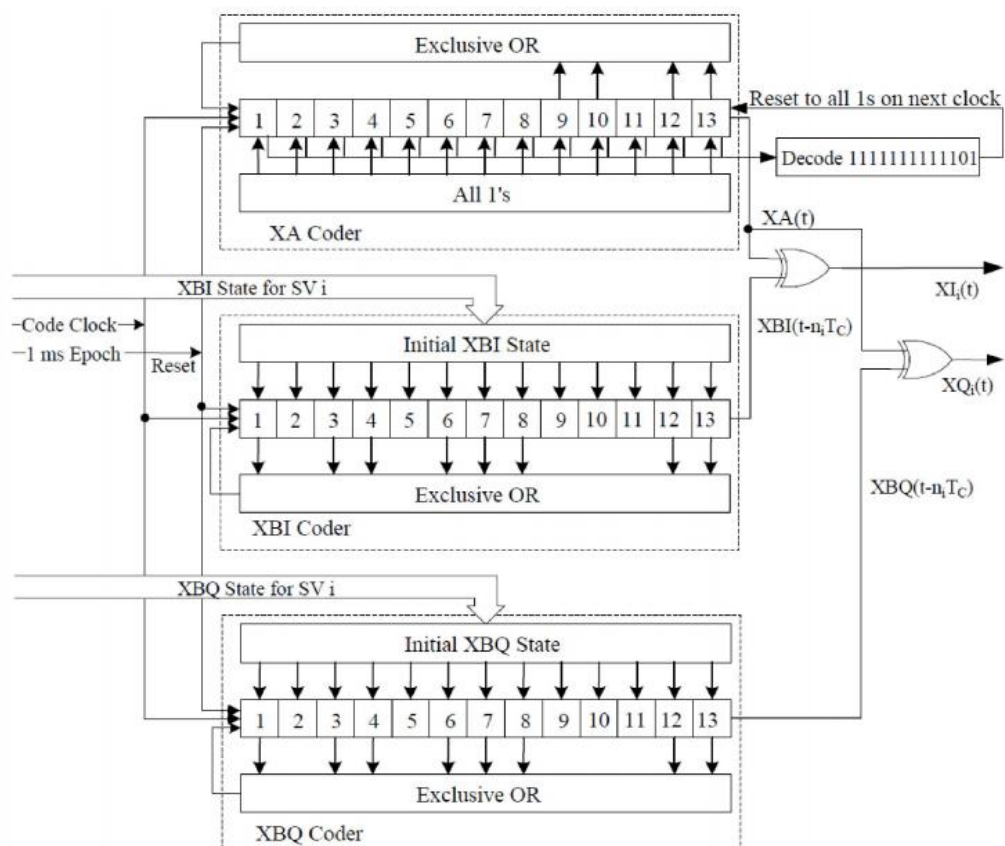 Exclusive OR
1 2 3 4 5 6 7 8 9 10 11 12 13
Reset to all 1s on next clock
Decode 1111111111101
All 1's
XA Coder
XA(t)
XI_i(t)
XBI State for SV i
Code Clock
1 ms Epoch
Reset
Initial XBI State
XBI(t-n_iT_C)
1 2 3 4 5 6 7 8 9 10 11 12 13
XQ_i(t)
Exclusive OR
XBI Coder
XBQ(t-n_iT_C)
XBQ State for SV i
Initial XBQ State
1 2 3 4 5 6 7 8 9 10 11 12 13
Exclusive OR
XBQ Coder